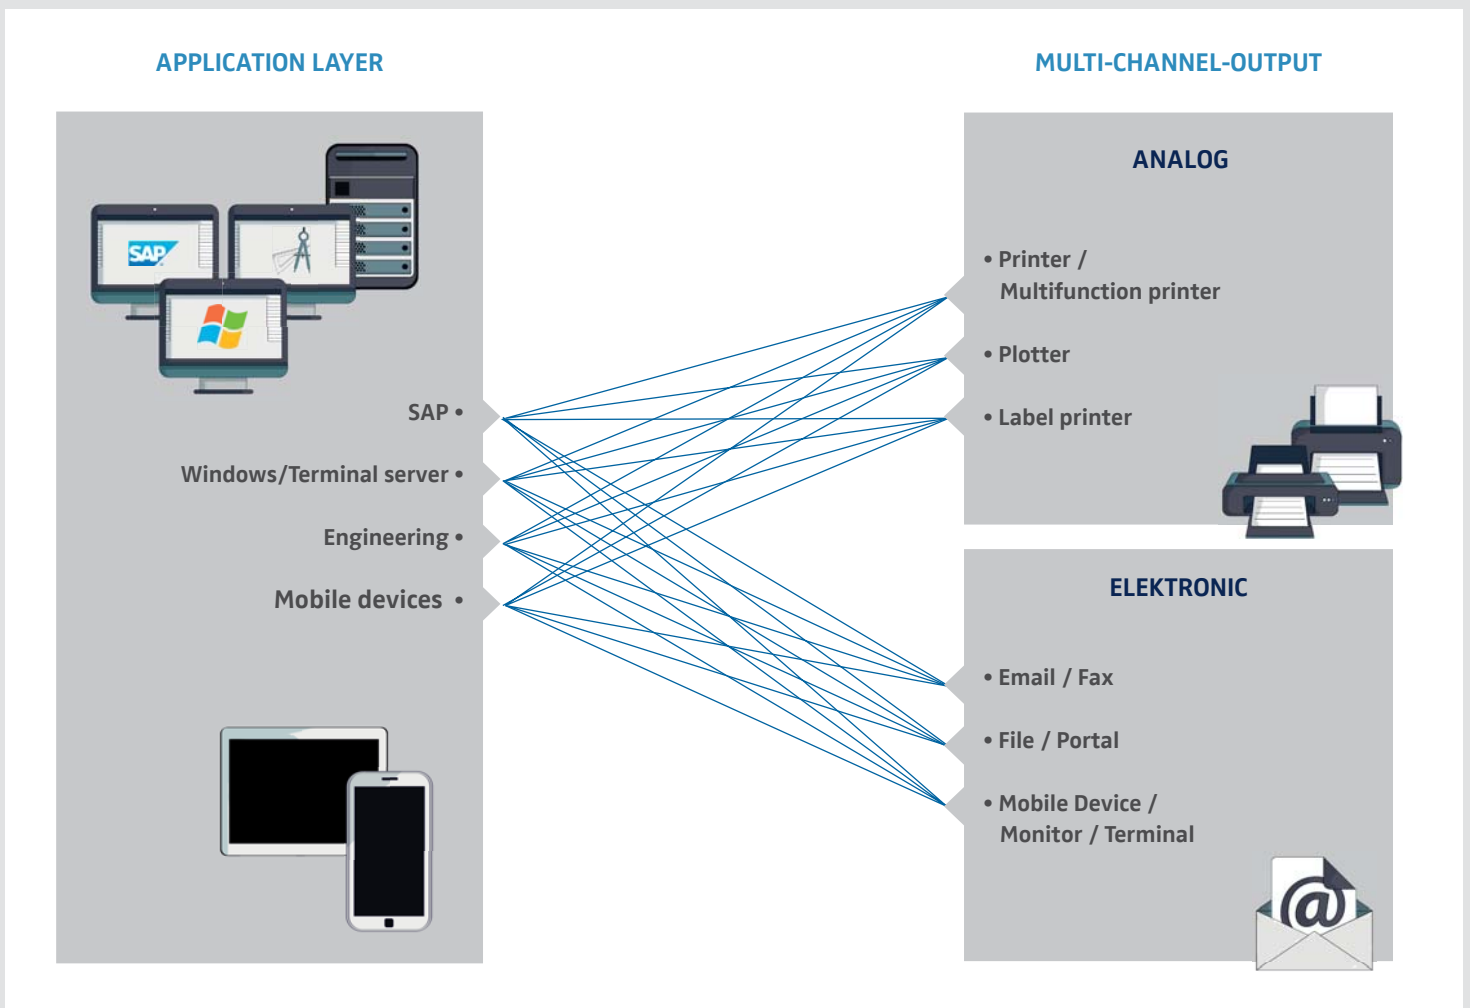 APPLICATION LAYER
SAP
SAP •
Windows/Terminal server •
Engineering •
Mobile devices •
MULTI-CHANNEL-OUTPUT
ANALOG
• Printer /
Multifunction printer
• Plotter
• Label printer
ELEKTRONIC
• Email / Fax
• File / Portal
• Mobile Device /
Monitor / Terminal
@